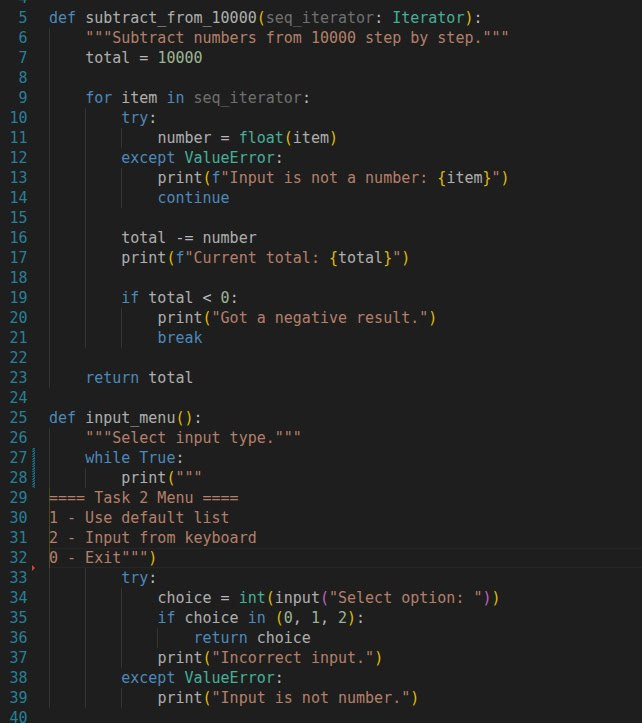 5 def subtract_from_10000(seq_iterator: Iterator):
6     """Subtract numbers from 10000 step by step."""
7     total = 10000
8
9     for item in seq_iterator:
10         try:
11             number = float(item)
12         except ValueError:
13             print(f"Input is not a number: {item}")
14             continue
15
16         total -= number
17         print(f"Current total: {total}")
18
19         if total < 0:
20             print("Got a negative result.")
21             break
22
23     return total
24
25 def input_menu():
26     """Select input type."""
27     while True:
28         print("""
29 ==== Task 2 Menu ====
30 1 - Use default list
31 2 - Input from keyboard
32 0 - Exit""")
33         try:
34             choice = int(input("Select option: "))
35             if choice in (0, 1, 2):
36                 return choice
37             print("Incorrect input.")
38         except ValueError:
39             print("Input is not number.")
40